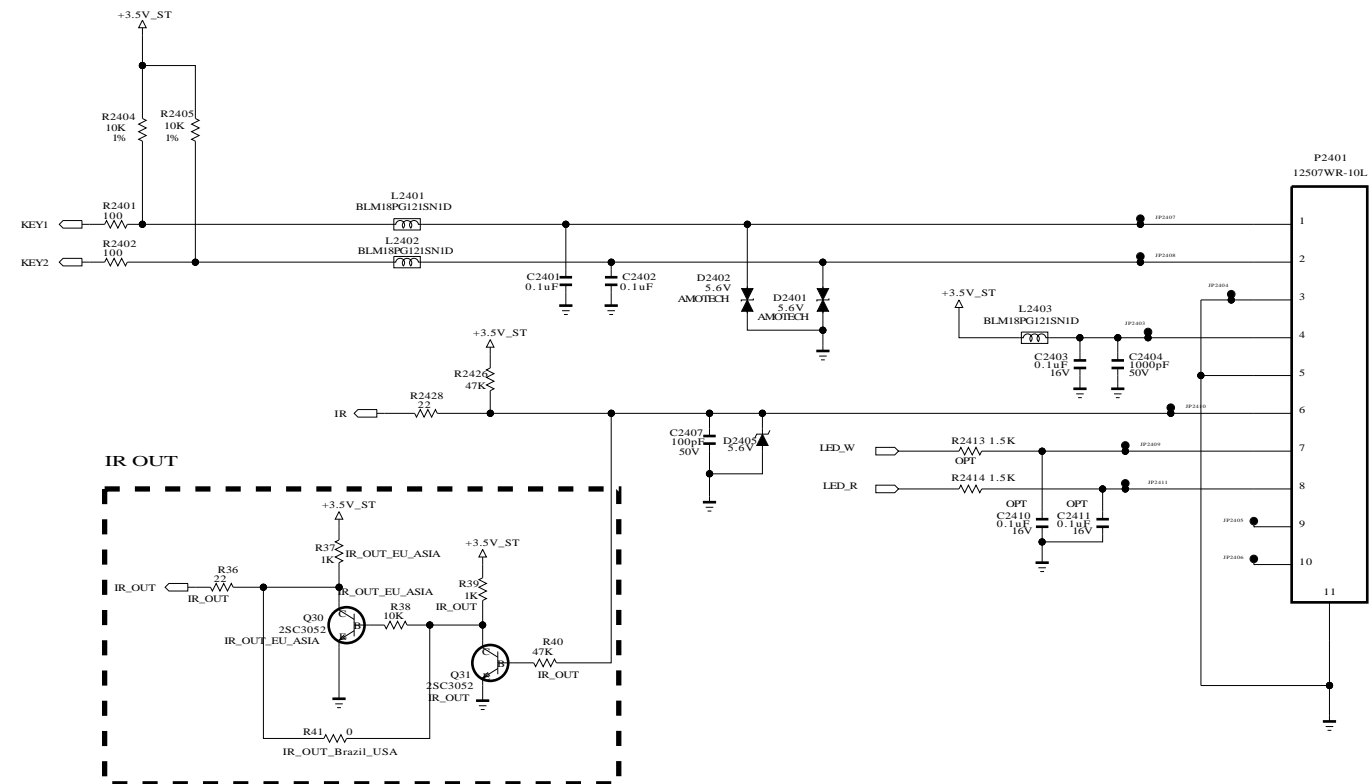 +3.5V_ST
R2404
10K
1%
R2405
10K
1%
P2401
12507WR-10L
L2401
BLM18PG121SN1D
R2401
100
KEY1
JP2407
1
L2402
BLM18PG121SN1D
R2402
100
KEY2
JP2408
2
C2401
0.1uF
C2402
0.1uF
D2402
5.6V
AMOTECH
D2401
5.6V
AMOTECH
JP2404
3
+3.5V_ST
L2403
BLM18PG121SN1D
JP2403
4
C2403
0.1uF
16V
C2404
1000pF
50V
5
+3.5V_ST
R2426
47K
R2428
22
IR
JP2410
6
C2407
100pF
50V
D2405
5.6V
LED_W
R2413 1.5K
OPT
JP2409
7
LED_R
R2414 1.5K
JP2411
8
OPT
C2410
0.1uF
16V
OPT
C2411
0.1uF
16V
JP2405
9
JP2406
10
11
IR OUT
+3.5V_ST
R37
1K
IR_OUT_EU_ASIA
+3.5V_ST
R36
22
IR_OUT
IR_OUT
IR_OUT_EU_ASIA
R39
1K
IR_OUT
Q30
2SC3052
IR_OUT_EU_ASIA
C
B
E
R38
10K
Q31
2SC3052
IR_OUT
C
B
E
R40
47K
IR_OUT
R41
0
IR_OUT_Brazil_USA